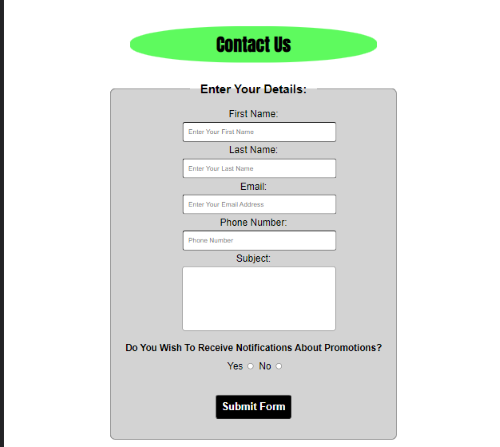 Contact Us
Enter Your Details:
First Name:
Enter Your First Name
Last Name:
Enter Your Last Name
Email:
Enter Your Email Address
Phone Number:
Phone Number
Subject:
Do You Wish To Receive Notifications About Promotions?
Yes No
Submit Form